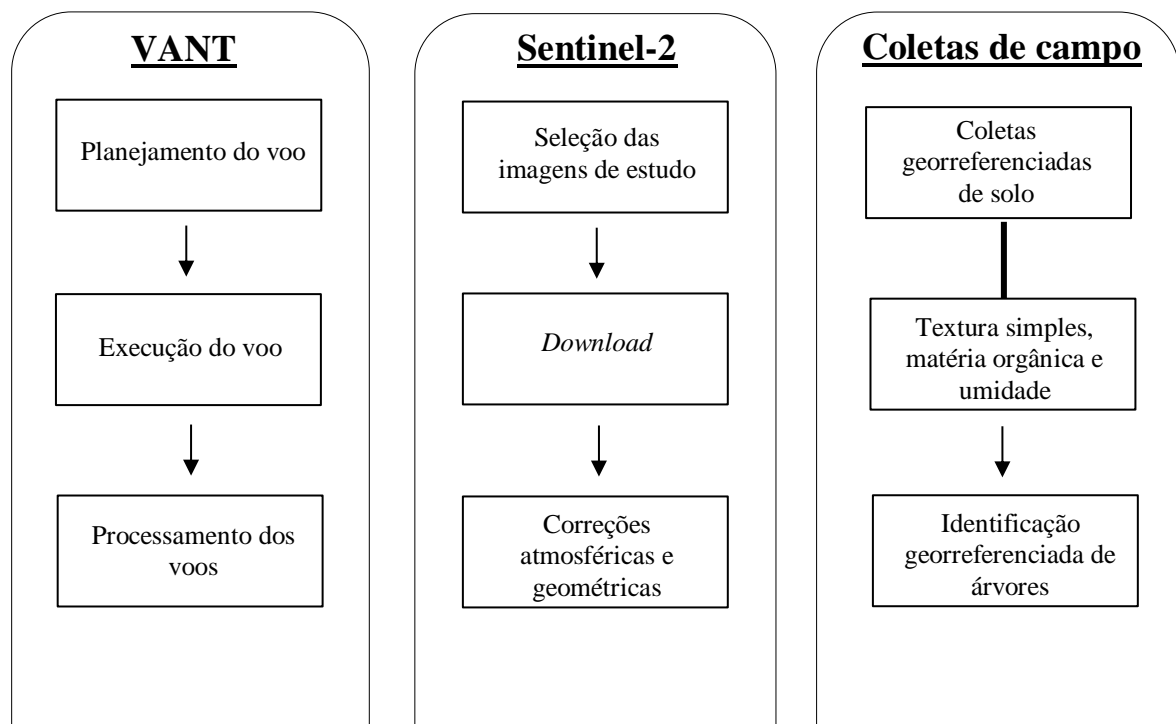 VANT
Planejamento do voo
Execução do voo
Processamento dos
voos
Sentinel-2
Seleção das
imagens de estudo
Download
Correções
atmosféricas e
geométricas
Coletas de campo
Coletas
georreferenciadas
de solo
Textura simples,
matéria orgânica e
umidade
Identificação
georreferenciada de
árvores